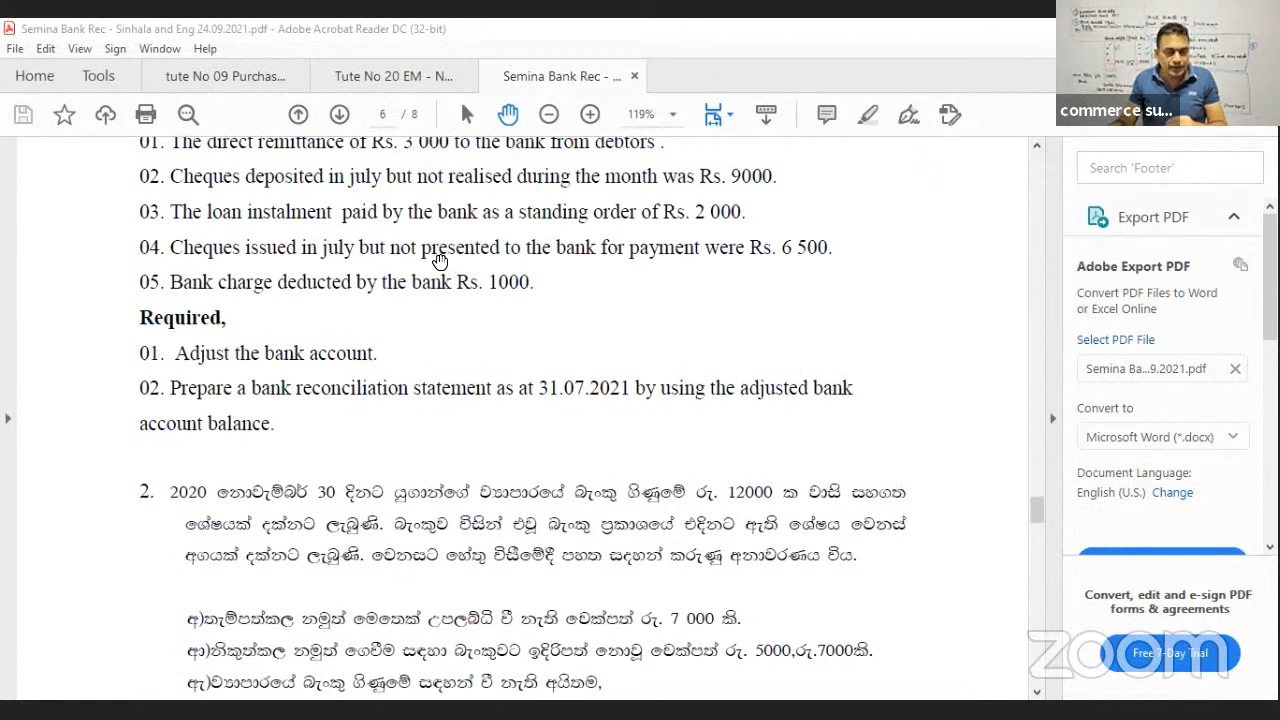 Semina Bank Rec - Sinhala and Eng 24.09.2021.pdf - Adobe Acrobat Reader DC (32-bit)
File Edit View Sign Window Help
Home Tools tute No 09 Purchas... Tute No 20 EM - N... Semina Bank Rec - ... ×
6 / 8 119%
commerce su...
01. The direct remittance of Rs. 3 000 to the bank from debtors .
02. Cheques deposited in july but not realised during the month was Rs. 9000.
03. The loan instalment paid by the bank as a standing order of Rs. 2 000.
04. Cheques issued in july but not presented to the bank for payment were Rs. 6 500.
05. Bank charge deducted by the bank Rs. 1000.
Required,
01. Adjust the bank account.
02. Prepare a bank reconciliation statement as at 31.07.2021 by using the adjusted bank
account balance.
2. 2020 නොවැම්බර් 30 දිනට යුගාන්ගේ ව්‍යාපාරයේ බැංකු ගිණුමේ රු. 12000 ක වාසි සහගත
ශේෂයක් දක්නට ලැබුණි. බැංකුව විසින් එවූ බැංකු ප්‍රකාශයේ එදිනට ඇති ශේෂය වෙනස්
අගයක් දක්නට ලැබුණි. වෙනසට හේතු විසීමේදී පහත සදහන් කරුණු අනාවරණය විය.
අ)තැම්පත්කල නමුත් මෙතෙක් උපලබ්ධි වී නැති චෙක්පත් රු. 7 000 කි.
ආ)නිකුත්කල නමුත් ගෙවීම සඳහා බැංකුවට ඉදිරිපත් නොවූ චෙක්පත් රු. 5000,රු.7000කි.
ඇ)ව්‍යාපාරයේ බැංකු ගිණුමේ සඳහන් වී නැති අයිතම,
Search 'Footer'
Export PDF
Adobe Export PDF
Convert PDF Files to Word
or Excel Online
Select PDF File
Semina Ba...9.2021.pdf ×
Convert to
Microsoft Word (*.docx)
Document Language:
English (U.S.) Change
Convert, edit and e-sign PDF
forms & agreements
Free 7-Day Trial
zoom